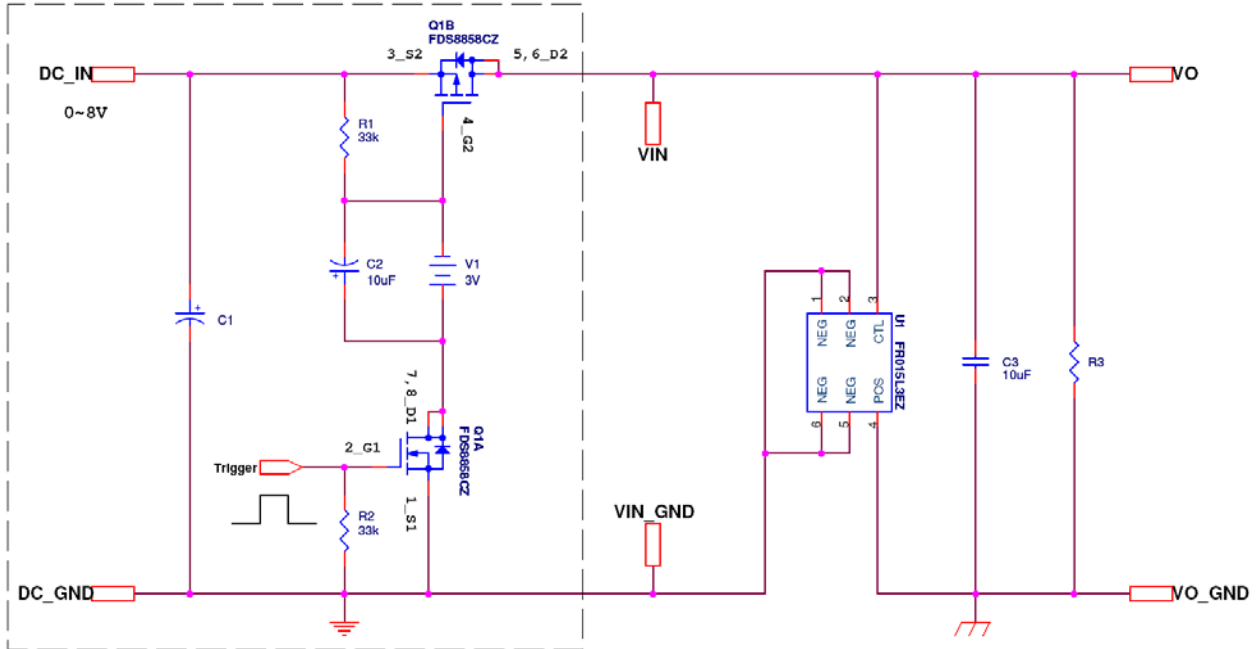 Q1B
FDS8858CZ
3_S2
5,6_D2
DC_IN
0~8V
4_G2
R1
33k
VIN
VO
C2
10uF
+
V1
3V
C1
+
1
2
3
NEG
NEG
CTL
U1
FR015L3EZ
NEG
NEG
POS
6
5
4
C3
10uF
R3
7,8_D1
Q1A
FDS8858CZ
2_G1
Trigger
1_S1
R2
33k
VIN_GND
DC_GND
VO_GND